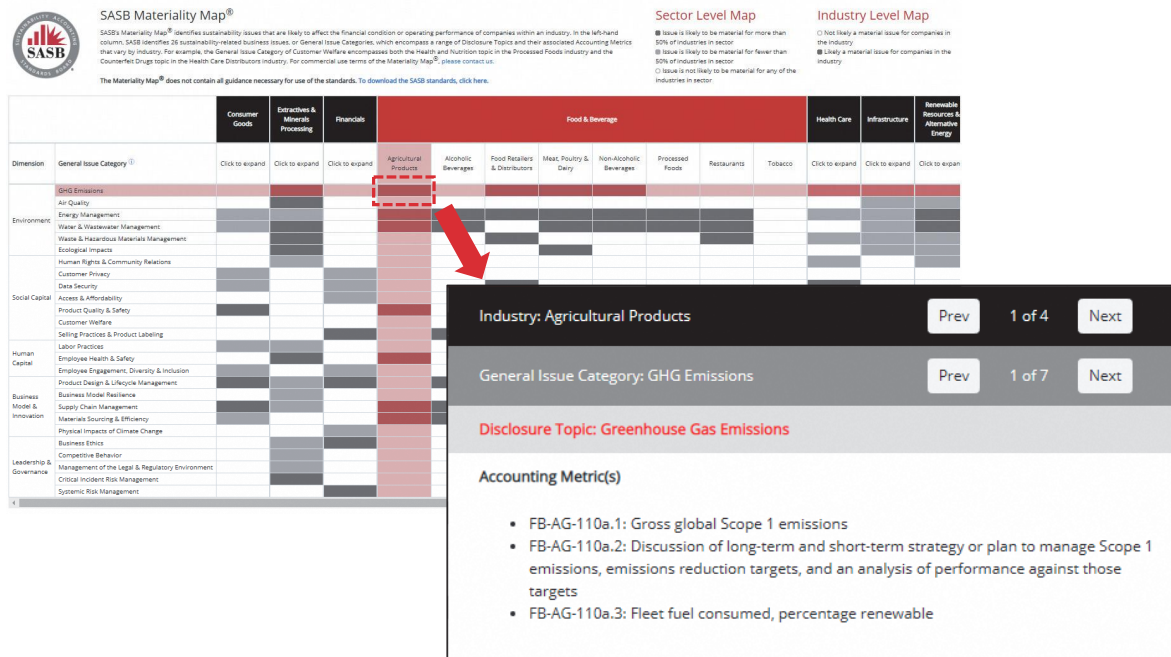 SUSTAINABILITY ACCOUNTING
SASB
STANDARDS BOARD
SASB Materiality Map®
SASB's Materiality Map® identifies sustainability issues that are likely to affect the financial condition or operating performance of companies within an industry. In the left-hand
column, SASB identifies 26 sustainability-related business issues, or General Issue Categories, which encompass a range of Disclosure Topics and their associated Accounting Metrics
that vary by industry. For example, the General Issue Category of Customer Welfare encompasses both the Health and Nutrition topic in the Processed Foods industry and the
Counterfeit Drugs topic in the Health Care Distributors industry. For commercial use terms of the Materiality Map®, please contact us.
The Materiality Map® does not contain all guidance necessary for use of the standards. To download the SASB standards, click here.
Sector Level Map
Issue is likely to be material for more than
50% of industries in sector
Issue is likely to be material for fewer than
50% of industries in sector
Issue is not likely to be material for any of the
industries in sector
Industry Level Map
Not likely a material issue for companies in
the industry
Likely a material issue for companies in the
industry
Consumer Goods
Extractives & Minerals Processing
Financials
Food & Beverage
Health Care
Infrastructure
Renewable Resources & Alternative Energy
Dimension
General Issue Category ⓘ
Click to expand
Click to expand
Click to expand
Agricultural Products
Alcoholic Beverages
Food Retailers & Distributors
Meat, Poultry & Dairy
Non-Alcoholic Beverages
Processed Foods
Restaurants
Tobacco
Click to expand
Click to expand
Click to expan
Environment
GHG Emissions
Air Quality
Energy Management
Water & Wastewater Management
Waste & Hazardous Materials Management
Ecological Impacts
Social Capital
Human Rights & Community Relations
Customer Privacy
Data Security
Access & Affordability
Product Quality & Safety
Customer Welfare
Selling Practices & Product Labeling
Human Capital
Labor Practices
Employee Health & Safety
Employee Engagement, Diversity & Inclusion
Business Model & Innovation
Product Design & Lifecycle Management
Business Model Resilience
Supply Chain Management
Materials Sourcing & Efficiency
Physical Impacts of Climate Change
Leadership & Governance
Business Ethics
Competitive Behavior
Management of the Legal & Regulatory Environment
Critical Incident Risk Management
Systemic Risk Management
Industry: Agricultural Products
Prev 1 of 4 Next
General Issue Category: GHG Emissions
Prev 1 of 7 Next
Disclosure Topic: Greenhouse Gas Emissions
Accounting Metric(s)
• FB-AG-110a.1: Gross global Scope 1 emissions
• FB-AG-110a.2: Discussion of long-term and short-term strategy or plan to manage Scope 1
emissions, emissions reduction targets, and an analysis of performance against those
targets
• FB-AG-110a.3: Fleet fuel consumed, percentage renewable